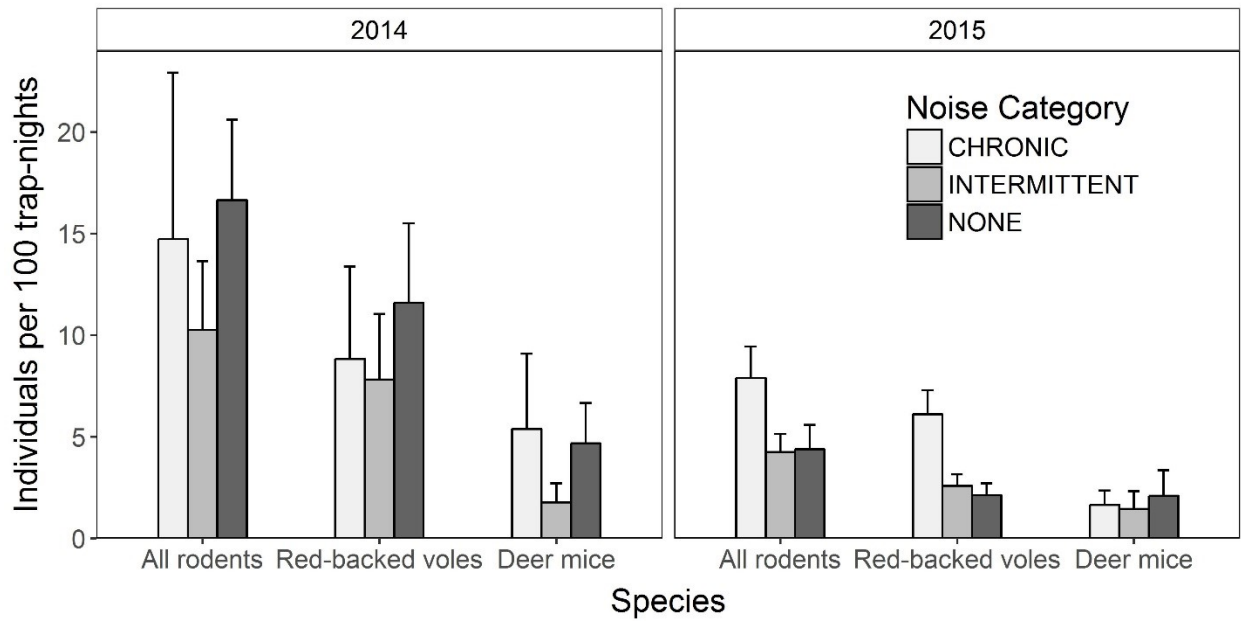 2014
2015
Individuals per 100 trap-nights
20
15
10
5
0
Noise Category
CHRONIC
INTERMITTENT
NONE
All rodents Red-backed voles Deer mice
All rodents Red-backed voles Deer mice
Species